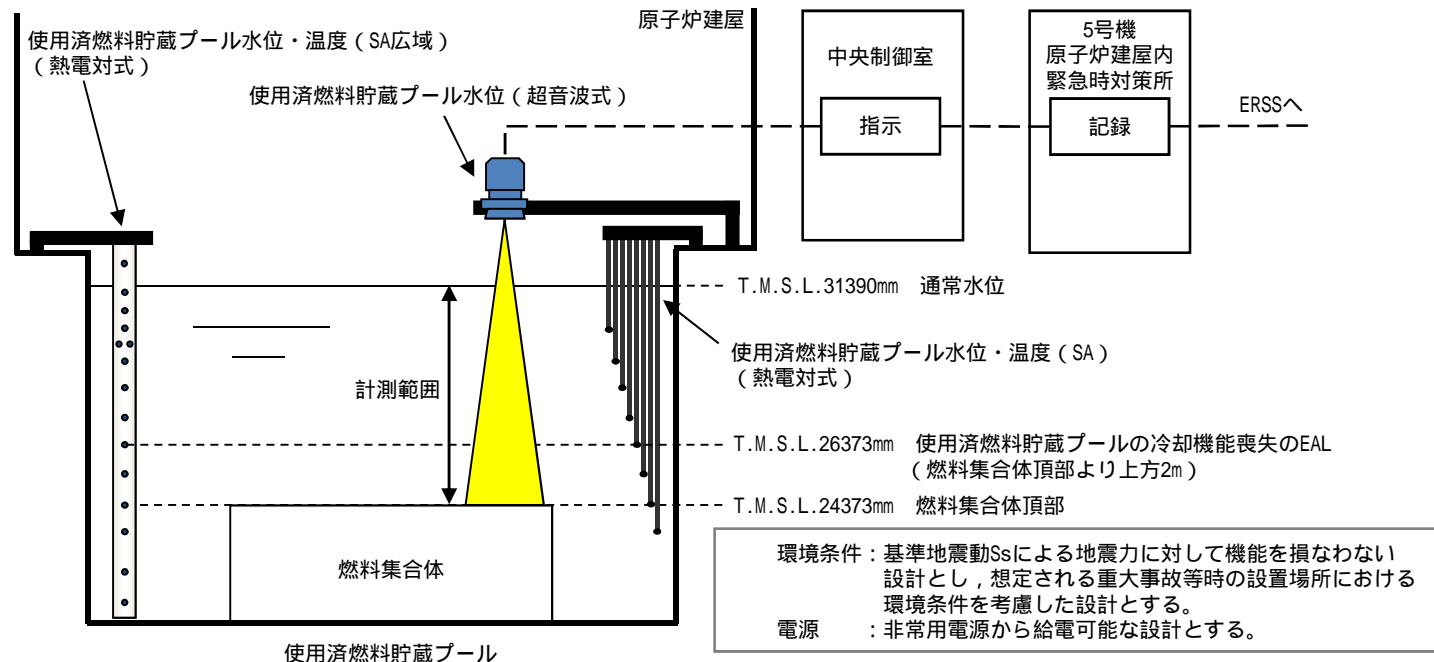 原子炉建屋
使用済燃料貯蔵プール水位・温度（SA広域）
（熱電対式）
使用済燃料貯蔵プール水位（超音波式）
中央制御室
指示
5号機
原子炉建屋内
緊急時対策所
記録
ERSSへ
T.M.S.L.31390mm 通常水位
使用済燃料貯蔵プール水位・温度（SA）
（熱電対式）
計測範囲
T.M.S.L.26373mm 使用済燃料貯蔵プールの冷却機能喪失のEAL
（燃料集合体頂部より上方2m）
T.M.S.L.24373mm 燃料集合体頂部
燃料集合体
使用済燃料貯蔵プール
環境条件：基準地震動Ssによる地震力に対して機能を損なわない
設計とし，想定される重大事故等時の設置場所における
環境条件を考慮した設計とする。
電源　　：非常用電源から給電可能な設計とする。